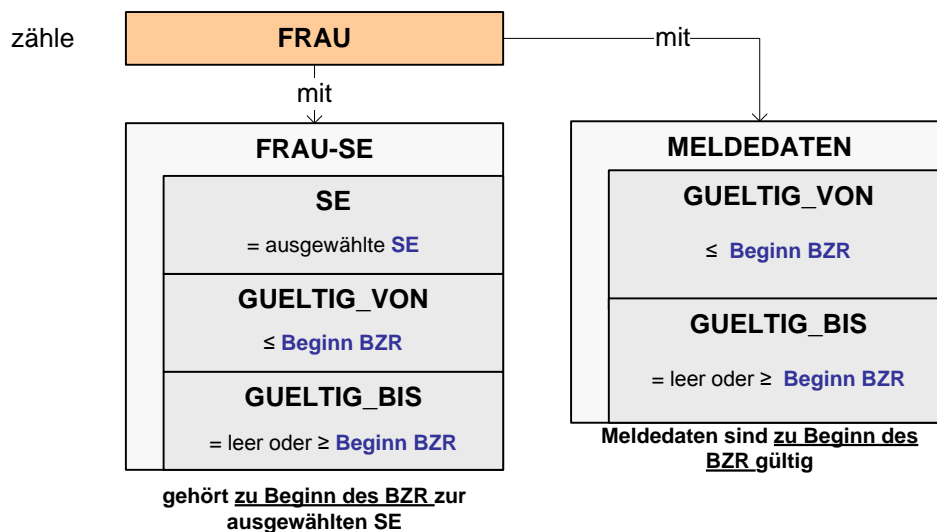 zähle
FRAU
mit
mit
FRAU-SE
SE
= ausgewählte SE
GUELTIG_VON
≤ Beginn BZR
GUELTIG_BIS
= leer oder ≥ Beginn BZR
gehört zu Beginn des BZR zur
ausgewählten SE
MELDEDATEN
GUELTIG_VON
≤ Beginn BZR
GUELTIG_BIS
= leer oder ≥ Beginn BZR
Meldedaten sind zu Beginn des
BZR gültig